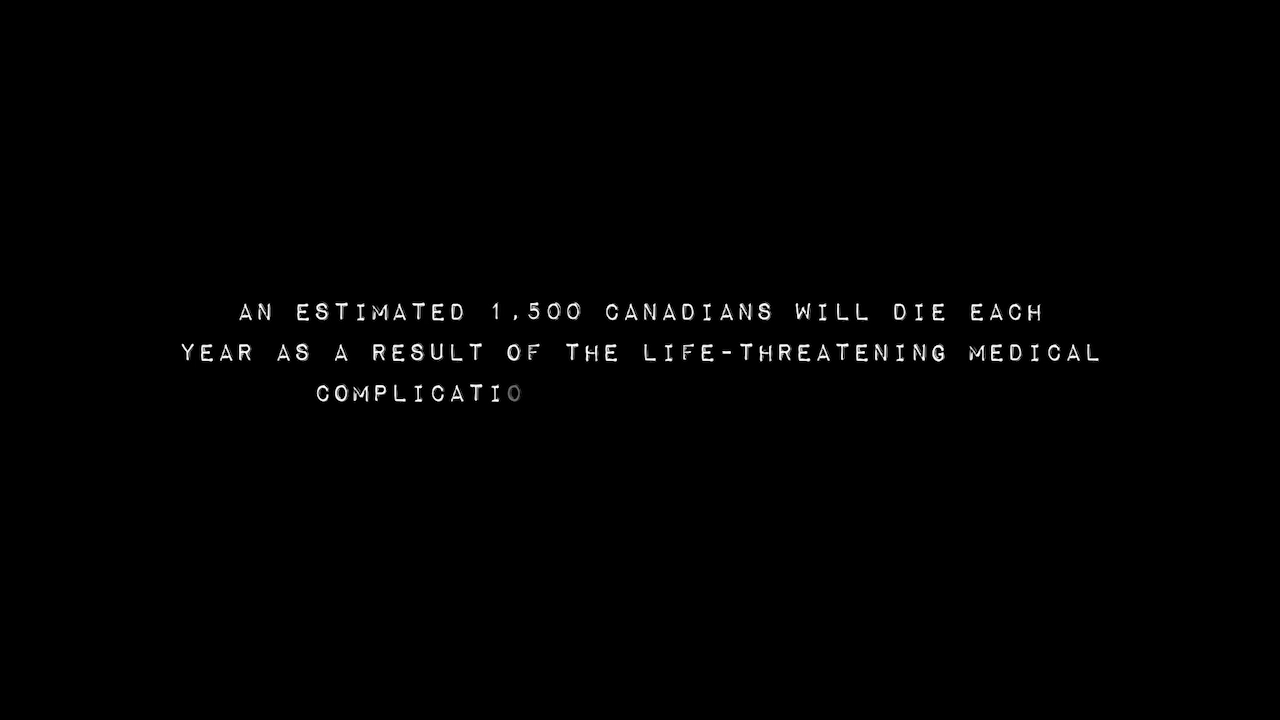 AN ESTIMATED 1,500 CANADIANS WILL DIE EACH
YEAR AS A RESULT OF THE LIFE-THREATENING MEDICAL
COMPLICATIO